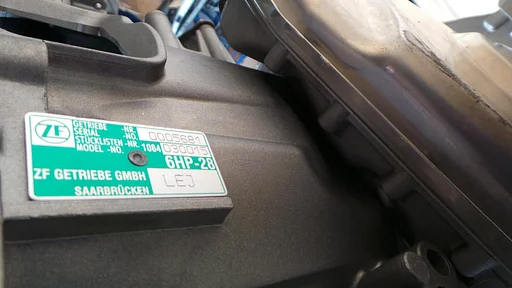 ZF
GETRIEBE -NR.
SERIAL -NO. 0005681
STÜCKLISTEN-NR.
MODEL -NO. 1084 030015
6HP-28
ZF GETRIEBE GMBH LEJ
SAARBRÜCKEN